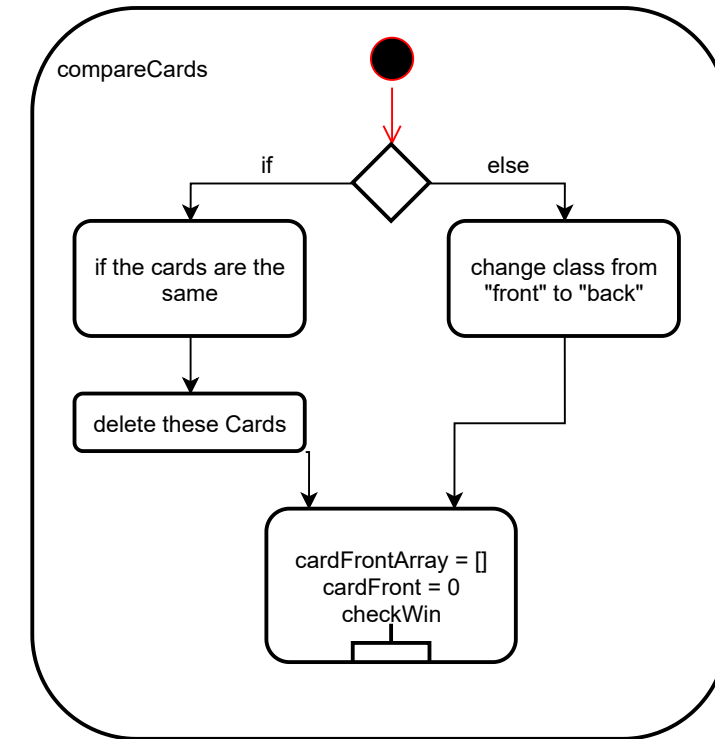 compareCards
if
else
if the cards are the
same
change class from
"front" to "back"
delete these Cards
cardFrontArray = []
cardFront = 0
checkWin